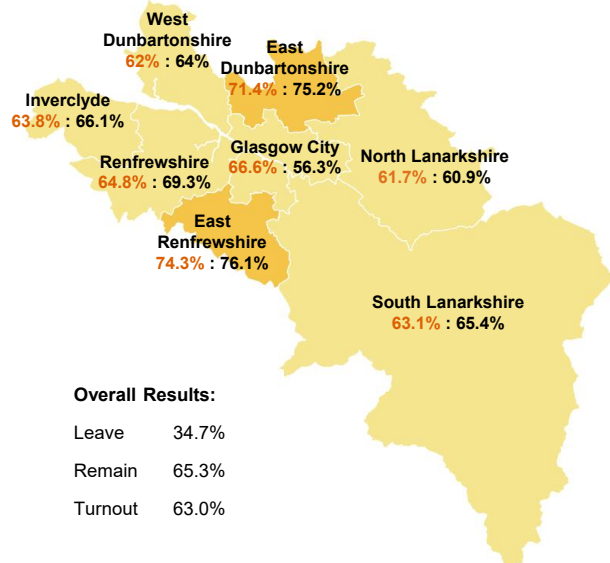 West
Dunbartonshire
62% : 64%
East
Dunbartonshire
71.4% : 75.2%
Inverclyde
63.8% : 66.1%
Renfrewshire
64.8% : 69.3%
Glasgow City
66.6% : 56.3%
North Lanarkshire
61.7% : 60.9%
East
Renfrewshire
74.3% : 76.1%
South Lanarkshire
63.1% : 65.4%
Overall Results:
Leave 34.7%
Remain 65.3%
Turnout 63.0%